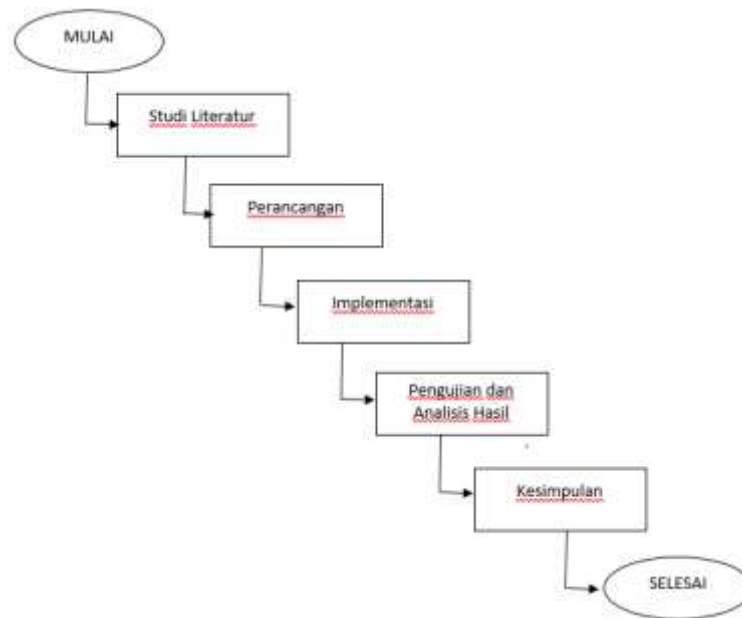 MULAI
Studi Literatur
Perancangan
Implementasi
Pengujian dan
Analisis Hasil
Kesimpulan
SELESAI